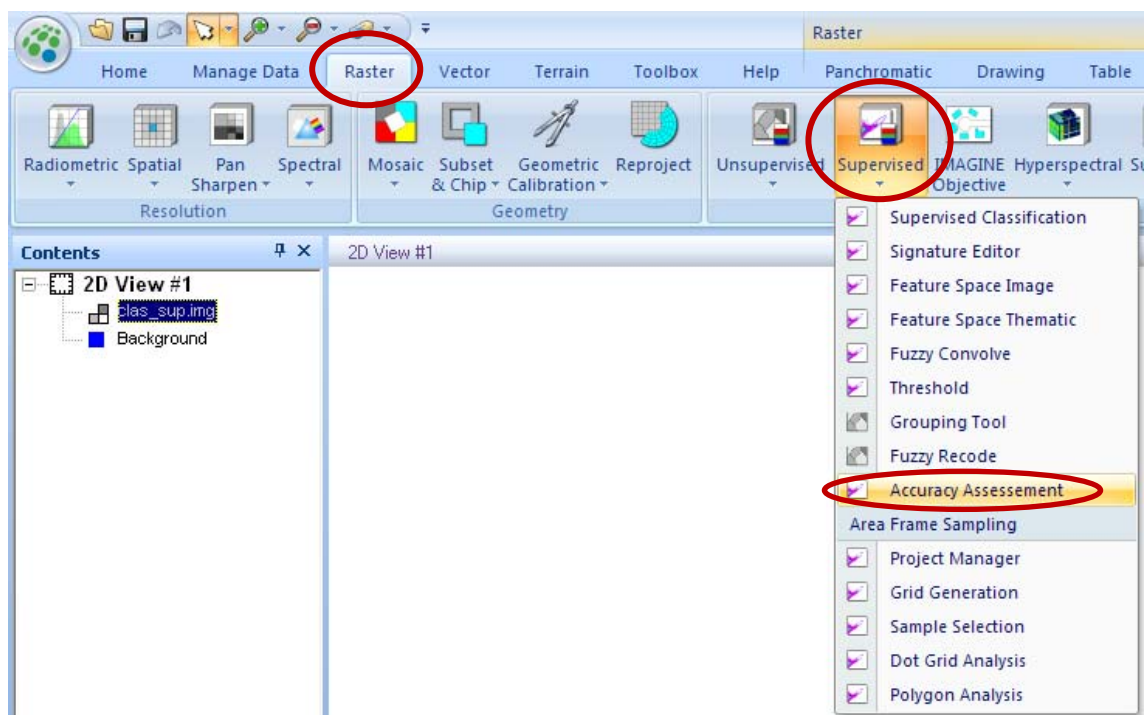 Raster
Home Manage Data Raster Vector Terrain Toolbox Help Panchromatic Drawing Table
Radiometric Spatial Pan Sharpen Spectral Mosaic Subset & Chip Geometric Calibration Reproject Unsupervised Supervised IMAGINE Objective Hyperspectral
Resolution Geometry
Contents
2D View #1
2D View #1
clas_sup.img
Background
Supervised Classification
Signature Editor
Feature Space Image
Feature Space Thematic
Fuzzy Convolve
Threshold
Grouping Tool
Fuzzy Recode
Accuracy Assessement
Area Frame Sampling
Project Manager
Grid Generation
Sample Selection
Dot Grid Analysis
Polygon Analysis